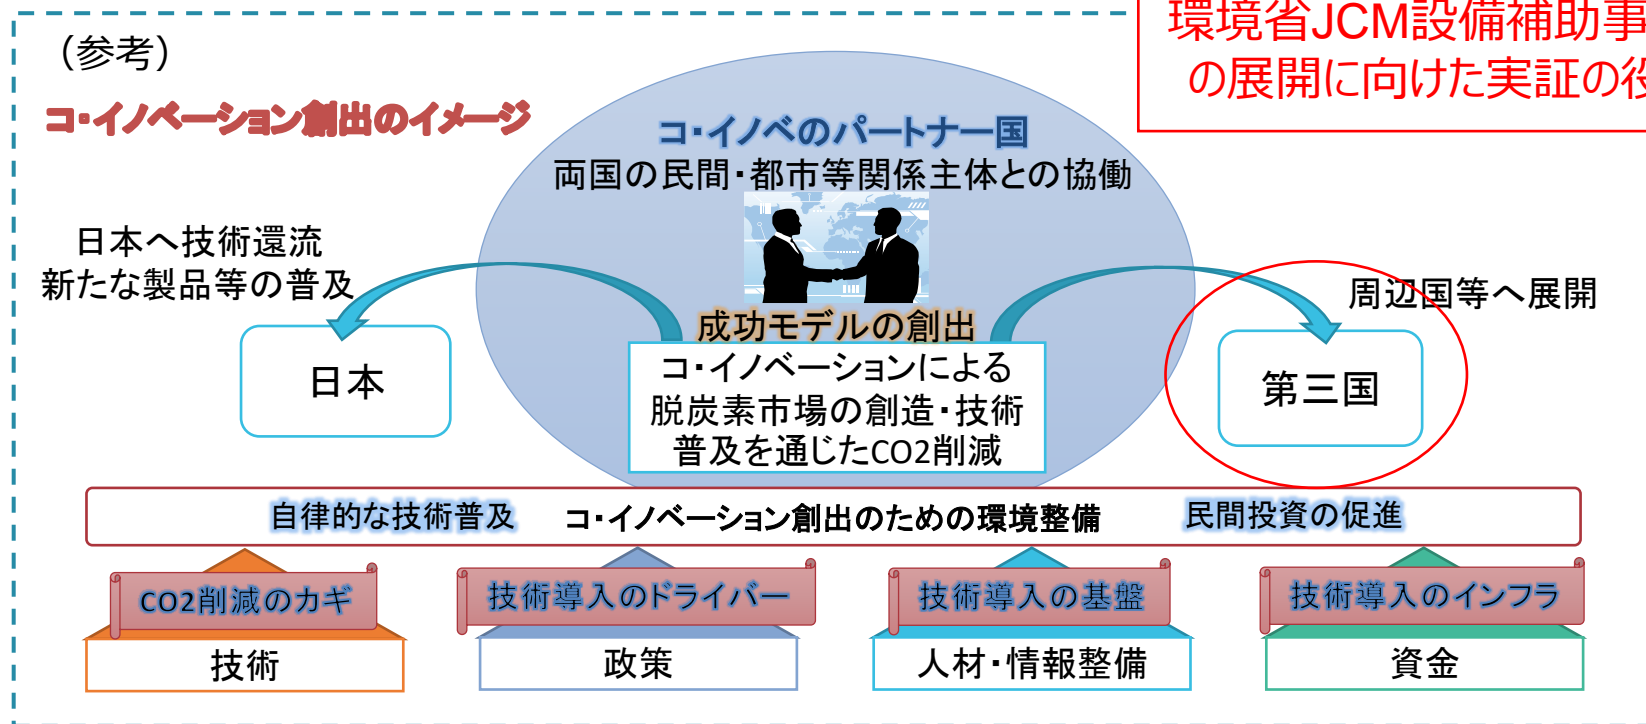 （参考）
環境省JCM設備補助事
の展開に向けた実証の
コ・イノベーション創出のイメージ
コ・イノベのパートナー国
両国の民間・都市等関係主体との協働
日本へ技術還流
新たな製品等の普及
周辺国等へ展開
成功モデルの創出
コ・イノベーションによる
脱炭素市場の創造・技術
普及を通じたCO2削減
日本
第三国
自律的な技術普及 コ・イノベーション創出のための環境整備 民間投資の促進
CO2削減のカギ
技術導入のドライバー
技術導入の基盤
技術導入のインフラ
技術
政策
人材・情報整備
資金